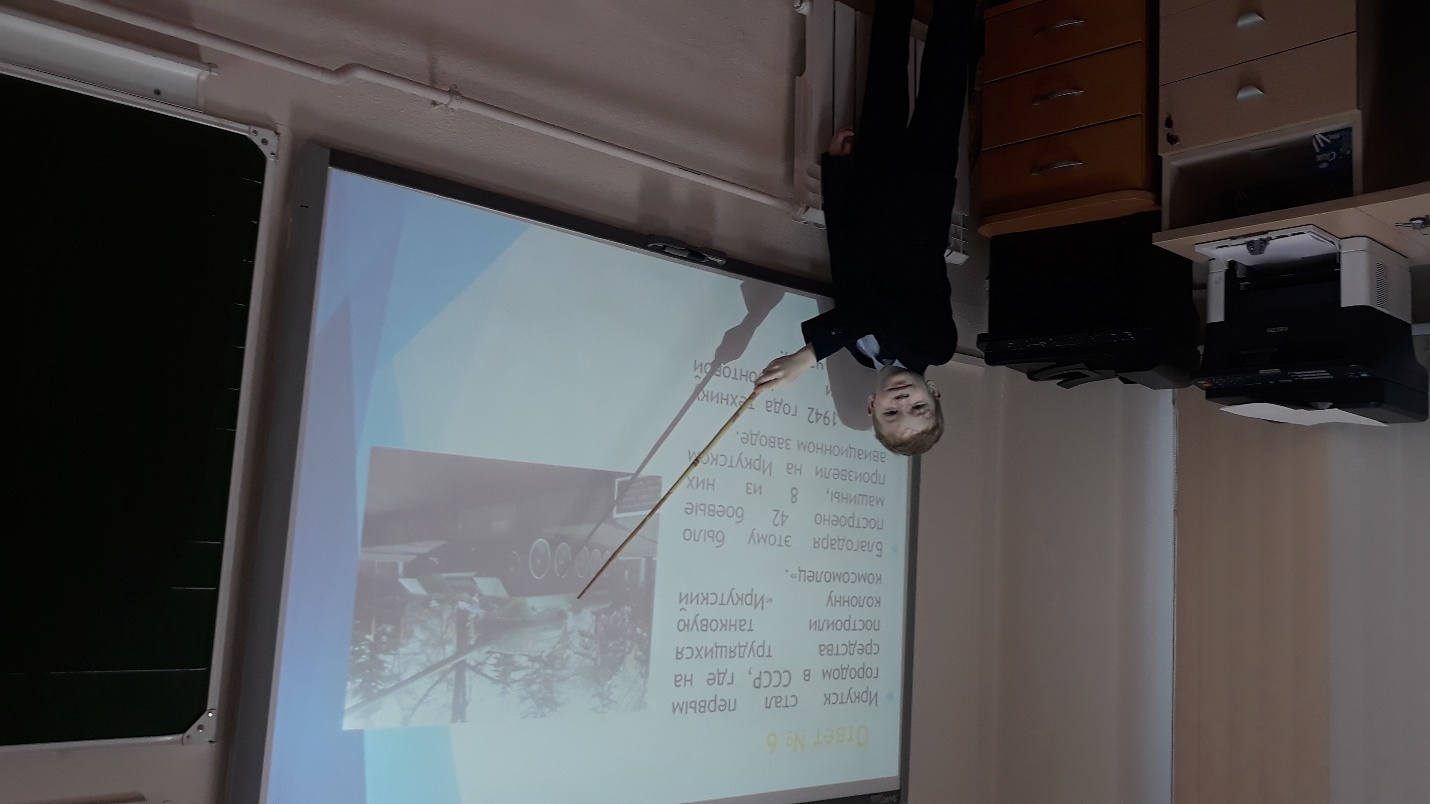 Ответ № 6
Иркутск стал первым
городом в СССР, где на
средства трудящихся
построили танковую
колонну «Иркутский
комсомолец».
Благодаря этому было
построено 42 боевые
машины, 8 из них
произвели на Иркутском
авиационном заводе.
1942 года техники